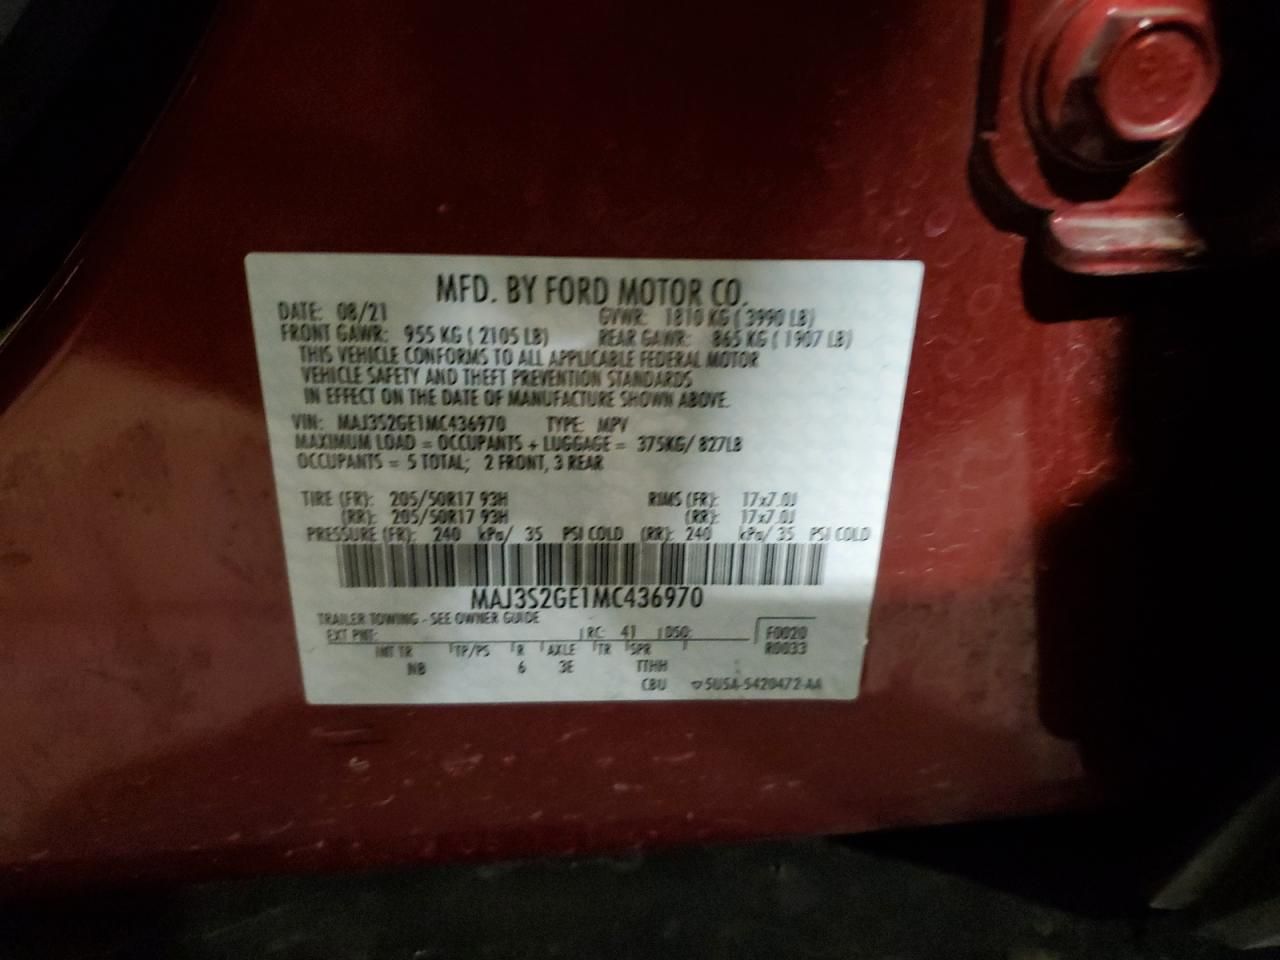 MFD. BY FORD MOTOR CO.
DATE: 08/21 GVWR: 1810 KG ( 3990 LB)
FRONT GAWR: 955 KG ( 2105 LB) REAR GAWR: 865 KG ( 1907 LB)
THIS VEHICLE CONFORMS TO ALL APPLICABLE FEDERAL MOTOR
VEHICLE SAFETY AND THEFT PREVENTION STANDARDS
IN EFFECT ON THE DATE OF MANUFACTURE SHOWN ABOVE.
VIN: MAJ3S2GE1MC436970 TYPE: MPV
MAXIMUM LOAD = OCCUPANTS + LUGGAGE = 375KG/ 827LB
OCCUPANTS = 5 TOTAL; 2 FRONT, 3 REAR
TIRE (FR): 205/50R17 93H RIMS (FR): 17x7.0J
(RR): 205/50R17 93H (RR): 17x7.0J
PRESSURE (FR): 240 kPa/ 35 PSI COLD (RR): 240 kPa/ 35 PSI COLD
MAJ3S2GE1MC436970
TRAILER TOWING - SEE OWNER GUIDE
EXT PNT: RC: 41 DSO: F0020
R0033
INT TR TP/PS R AXLE TR SPR
NB 6 3E TTHH
CBU 5U5A-5420472-AA